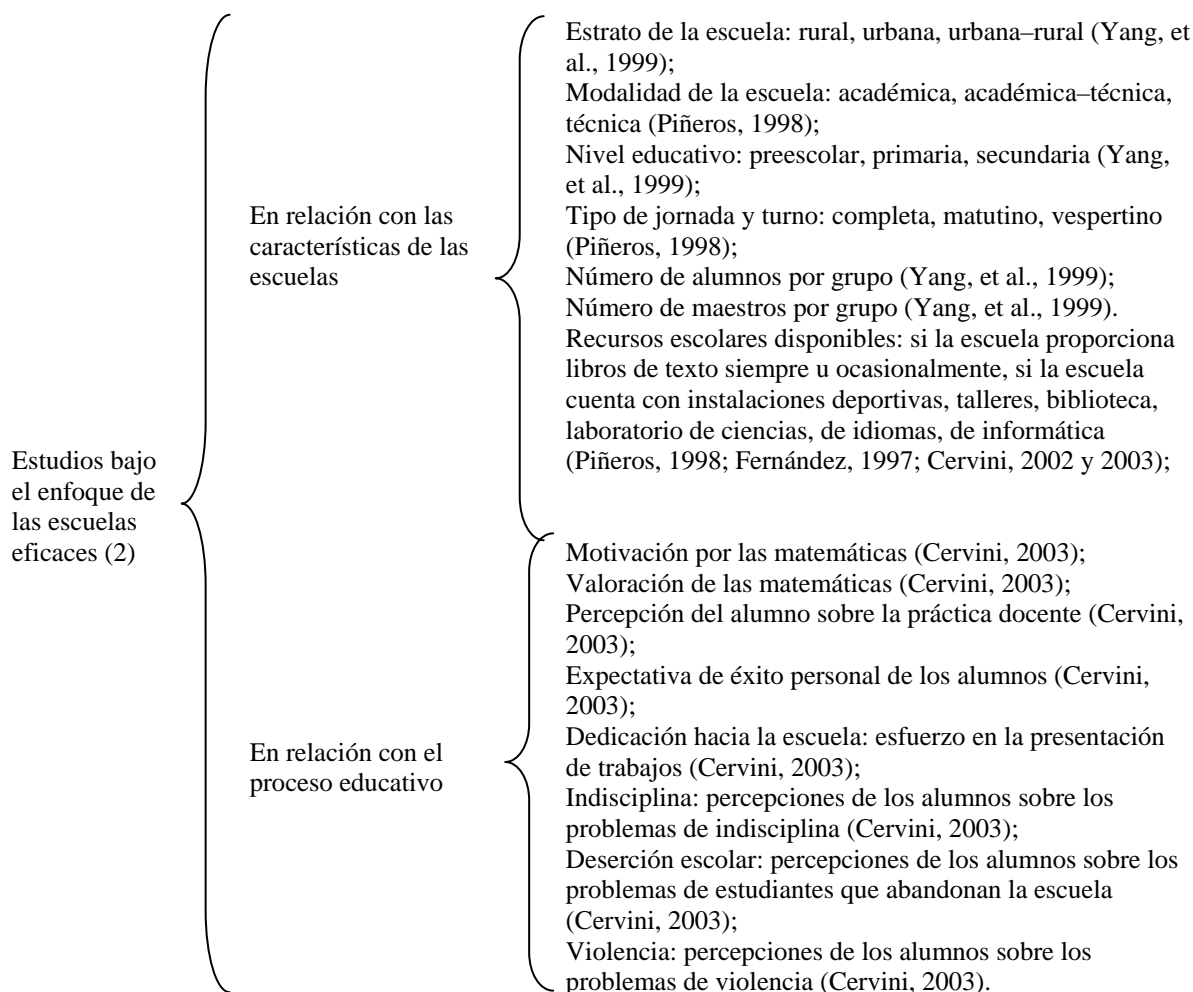 Estudios bajo
el enfoque de
las escuelas
eficaces (2)
En relación con las
características de las
escuelas
Estrato de la escuela: rural, urbana, urbana–rural (Yang, et
al., 1999);
Modalidad de la escuela: académica, académica–técnica,
técnica (Piñeros, 1998);
Nivel educativo: preescolar, primaria, secundaria (Yang,
et al., 1999);
Tipo de jornada y turno: completa, matutino, vespertino
(Piñeros, 1998);
Número de alumnos por grupo (Yang, et al., 1999);
Número de maestros por grupo (Yang, et al., 1999).
Recursos escolares disponibles: si la escuela proporciona
libros de texto siempre u ocasionalmente, si la escuela
cuenta con instalaciones deportivas, talleres, biblioteca,
laboratorio de ciencias, de idiomas, de informática
(Piñeros, 1998; Fernández, 1997; Cervini, 2002 y 2003);
En relación con el
proceso educativo
Motivación por las matemáticas (Cervini, 2003);
Valoración de las matemáticas (Cervini, 2003);
Percepción del alumno sobre la práctica docente (Cervini,
2003);
Expectativa de éxito personal de los alumnos (Cervini,
2003);
Dedicación hacia la escuela: esfuerzo en la presentación
de trabajos (Cervini, 2003);
Indisciplina: percepciones de los alumnos sobre los
problemas de indisciplina (Cervini, 2003);
Deserción escolar: percepciones de los alumnos sobre los
problemas de estudiantes que abandonan la escuela
(Cervini, 2003);
Violencia: percepciones de los alumnos sobre los
problemas de violencia (Cervini, 2003).